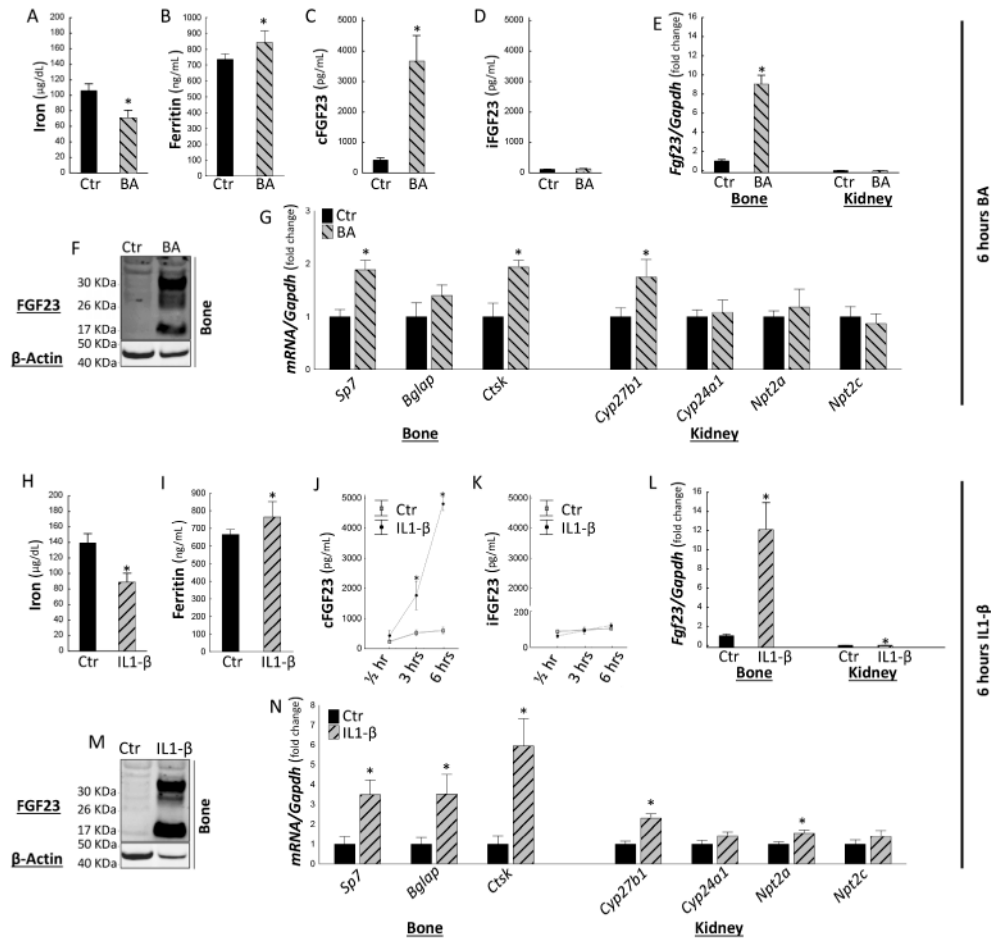 A
Iron (µg/dL)
200
180
160
140
120
100
80
60
40
20
0
*
Ctr BA
B
Ferritin (ng/mL)
1000
900
800
700
600
500
400
300
200
100
0
*
Ctr BA
C
cFGF23 (pg/mL)
5000
4000
3000
2000
1000
0
*
Ctr BA
D
iFGF23 (pg/mL)
5000
4000
3000
2000
1000
0
Ctr BA
E
Fgf23/Gapdh (fold change)
16
14
12
10
8
6
4
2
0
*
Ctr BA Ctr BA
Bone Kidney
6 hours BA
F
Ctr BA
FGF23
30 KDa
26 KDa
17 KDa
50 KDa
β-Actin
40 KDa
Bone
G
mRNA/Gapdh (fold change)
3
2
1
0
Ctr
BA
* * *
Sp7 Bglap Ctsk Cyp27b1 Cyp24a1 Npt2a Npt2c
Bone Kidney
H
Iron (µg/dL)
200
180
160
140
120
100
80
60
40
20
0
*
Ctr IL1-β
I
Ferritin (ng/mL)
900
800
700
600
500
400
300
200
100
0
*
Ctr IL1-β
J
cFGF23 (pg/mL)
5000
4000
3000
2000
1000
0
Ctr
IL1-β
* *
½ hr 3 hrs 6 hrs
K
iFGF23 (pg/mL)
5000
4000
3000
2000
200
0
Ctr
IL1-β
½ hr 3 hrs 6 hrs
L
Fgf23/Gapdh (fold change)
16
14
12
10
8
6
4
2
0
* *
Ctr IL1-β Ctr IL1-β
Bone Kidney
6 hours IL1-β
M
Ctr IL1-β
FGF23
30 KDa
26 KDa
17 KDa
50 KDa
β-Actin
40 KDa
Bone
N
mRNA/Gapdh (fold change)
8
7
6
5
4
3
2
1
0
Ctr
IL1-β
* * * * *
Sp7 Bglap Ctsk Cyp27b1 Cyp24a1 Npt2a Npt2c
Bone Kidney